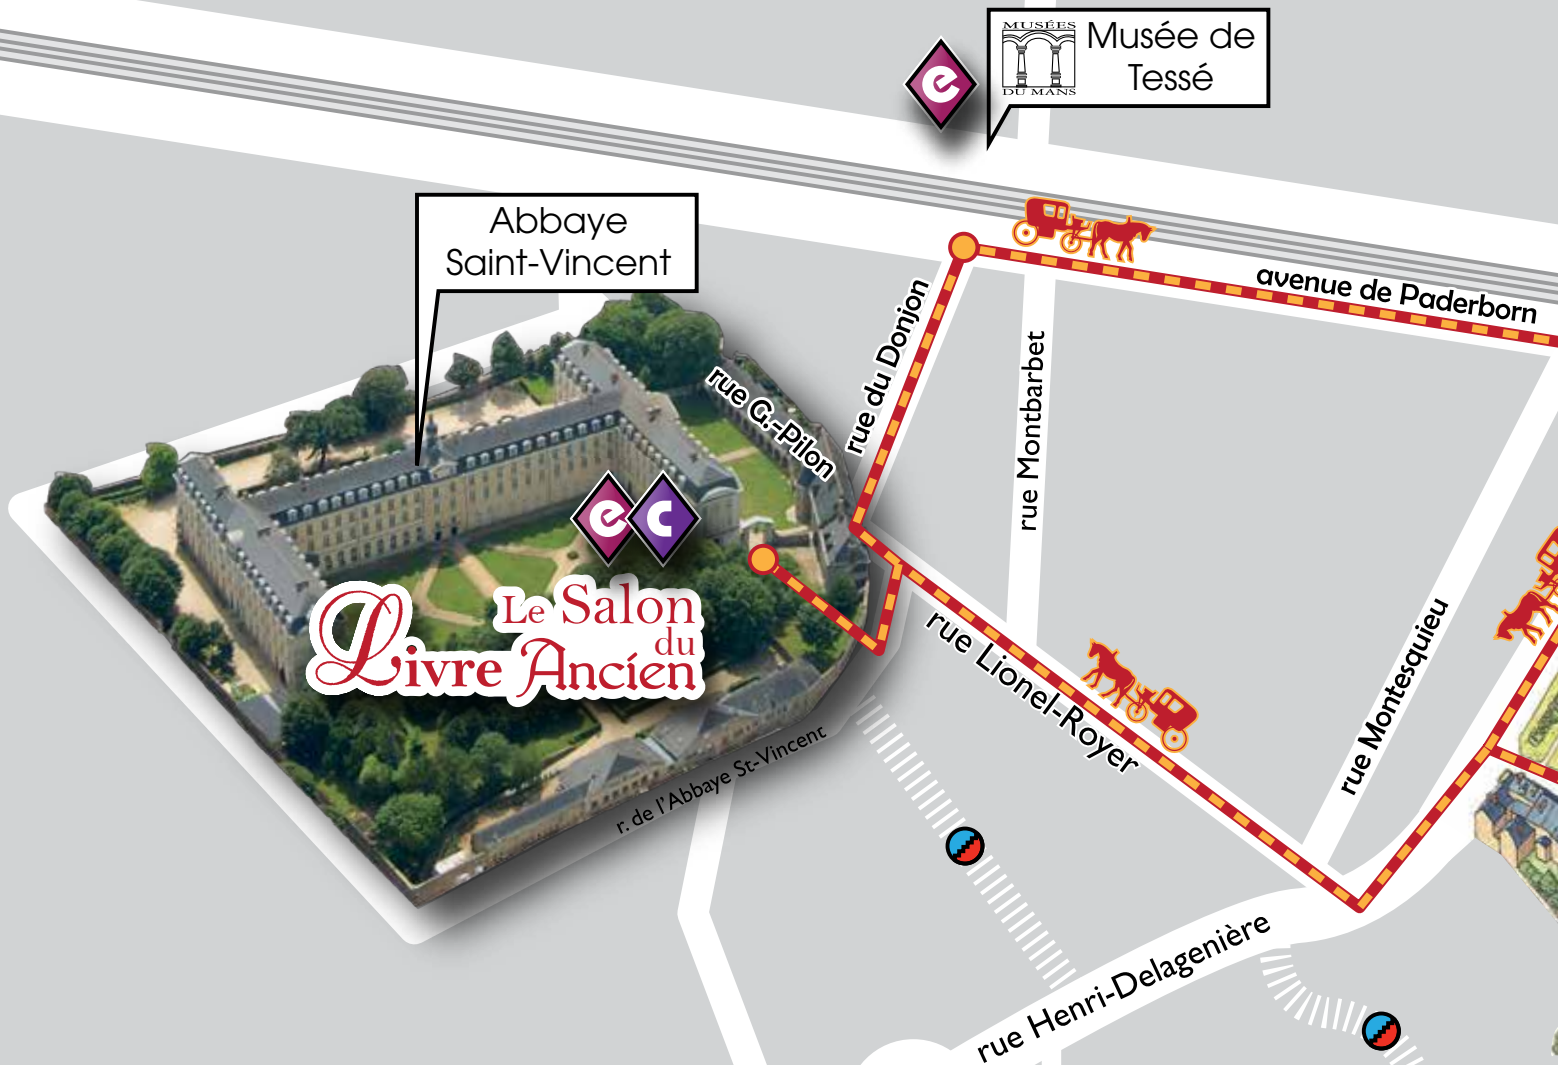 MUSÉES
DU MANS
Musée de
Tessé
e
Abbaye
Saint-Vincent
avenue de Paderborn
rue du Donjon
rue Montbarbet
rue G.-Pilon
e c
Le Salon
du
Livre Ancien
rue Lionel-Royer
rue Montesquieu
r. de l'Abbaye St-Vincent
rue Henri-Delagenière